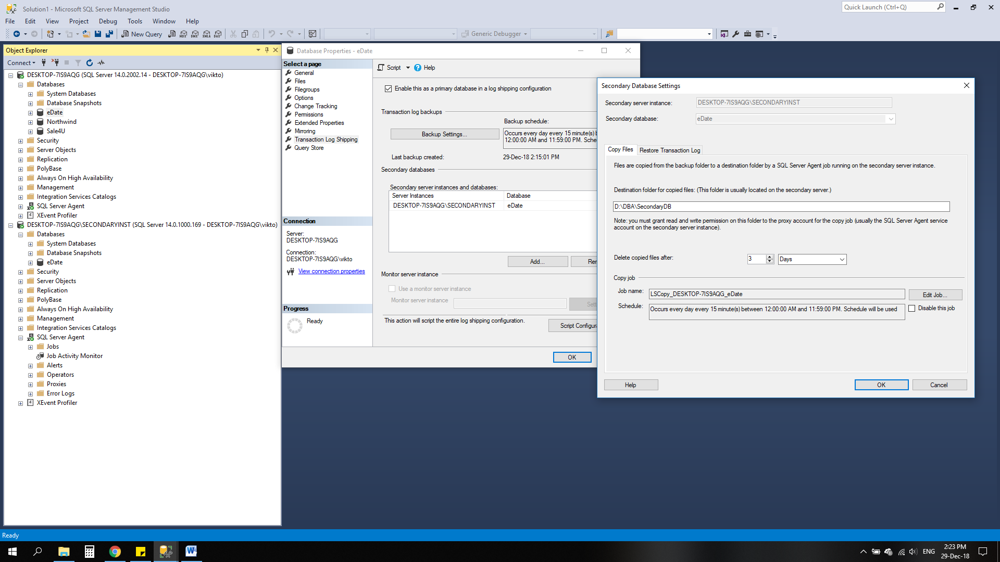 Solution1 - Microsoft SQL Server Management Studio
Quick Launch (Ctrl+Q)
File Edit View Project Debug Tools Window Help
New Query
MDX DMX XMLA DAX
Generic Debugger
Object Explorer
Connect
DESKTOP-7IS9AQG (SQL Server 14.0.2002.14 - DESKTOP-7IS9AQG\vikto)
Databases
System Databases
Database Snapshots
eDate
Northwind
Sale4U
Security
Server Objects
Replication
PolyBase
Always On High Availability
Management
Integration Services Catalogs
SQL Server Agent
XEvent Profiler
DESKTOP-7IS9AQG\SECONDARYINST (SQL Server 14.0.1000.169 - DESKTOP-7IS9AQG\vikto)
Databases
System Databases
Database Snapshots
eDate
Security
Server Objects
Replication
PolyBase
Always On High Availability
Management
Integration Services Catalogs
SQL Server Agent
Jobs
Job Activity Monitor
Alerts
Operators
Proxies
Error Logs
XEvent Profiler
Database Properties - eDate
Select a page
General
Files
Filegroups
Options
Change Tracking
Permissions
Extended Properties
Mirroring
Transaction Log Shipping
Query Store
Connection
Server:
DESKTOP-7IS9AQG
Connection:
DESKTOP-7IS9AQG\vikto
View connection properties
Progress
Ready
Script Help
Enable this as a primary database in a log shipping configuration
Transaction log backups
Backup schedule:
Backup Settings...
Occurs every day every 15 minute(s) b
12:00:00 AM and 11:59:00 PM. Sche
Last backup created: 29-Dec-18 2:15:01 PM
Secondary databases
Secondary server instances and databases:
Server Instances Database
DESKTOP-7IS9AQG\SECONDARYINST eDate
Add... Rem
Monitor server instance
Use a monitor server instance
Monitor server instance Sett
This action will script the entire log shipping configuration.
Script Configura
OK
Secondary Database Settings
Secondary server instance: DESKTOP-7IS9AQG\SECONDARYINST
Secondary database: eDate
Copy Files Restore Transaction Log
Files are copied from the backup folder to a destination folder by a SQL Server Agent job running on the secondary server instance.
Destination folder for copied files: (This folder is usually located on the secondary server.)
D:\DBA\SecondaryDB
Note: you must grant read and write permission on this folder to the proxy account for the copy job (usually the SQL Server Agent service
account on the secondary server instance).
Delete copied files after: 3 Days
Copy job
Job name: LSCopy_DESKTOP-7IS9AQG_eDate Edit Job...
Schedule: Occurs every day every 15 minute(s) between 12:00:00 AM and 11:59:00 PM. Schedule will be used Disable this job
Help OK Cancel
Ready
ENG
2:23 PM
29-Dec-18